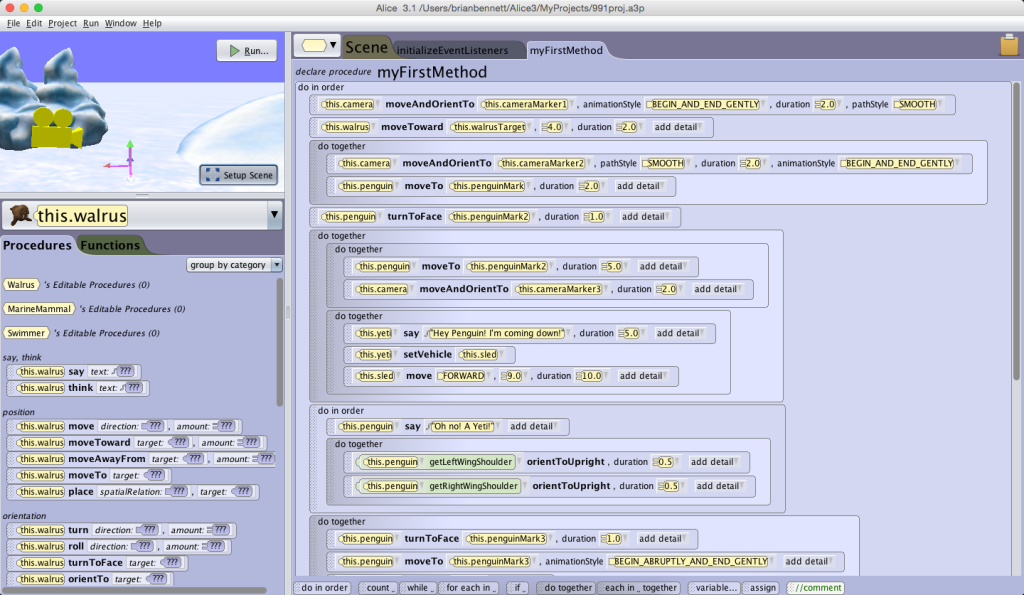 Alice 3.1 /Users/brianbennett/Alice3/MyProjects/991proj.a3p
File Edit Project Run Window Help
Run...
Setup Scene
this.walrus
Procedures Functions
group by category
Walrus 's Editable Procedures (0)
MarineMammal 's Editable Procedures (0)
Swimmer 's Editable Procedures (0)
say, think
this.walrus say text: ???
this.walrus think text: ???
position
this.walrus move direction: ??? , amount: ???
this.walrus moveToward target: ??? , amount: ???
this.walrus moveAwayFrom target: ??? , amount: ???
this.walrus moveTo target: ???
this.walrus place spatialRelation: ??? , target: ???
orientation
this.walrus turn direction: ??? , amount: ???
this.walrus roll direction: ??? , amount: ???
this.walrus turnToFace target: ???
this.walrus orientTo target: ???
Scene initializeEventListeners myFirstMethod
declare procedure myFirstMethod
do in order
this.camera moveAndOrientTo this.cameraMarker1 , animationStyle BEGIN_AND_END_GENTLY , duration 2.0 , pathStyle SMOOTH
this.walrus moveToward this.walrusTarget , 4.0 , duration 2.0 add detail
do together
this.camera moveAndOrientTo this.cameraMarker2 , pathStyle SMOOTH , duration 2.0 , animationStyle BEGIN_AND_END_GENTLY
this.penguin moveTo this.penguinMark , duration 2.0 add detail
this.penguin turnToFace this.penguinMark2 , duration 1.0 add detail
do together
do together
this.penguin moveTo this.penguinMark2 , duration 5.0 add detail
this.camera moveAndOrientTo this.cameraMarker3 , duration 2.0 add detail
do together
this.yeti say "Hey Penguin! I'm coming down!" , duration 5.0 add detail
this.yeti setVehicle this.sled
this.sled move FORWARD , 9.0 , duration 10.0 add detail
do in order
this.penguin say "Oh no! A Yeti!" add detail
do together
this.penguin getLeftWingShoulder orientToUpright , duration 0.5 add detail
this.penguin getRightWingShoulder orientToUpright , duration 0.5 add detail
do together
this.penguin turnToFace this.penguinMark3 , duration 1.0 add detail
this.penguin moveTo this.penguinMark3 , animationStyle BEGIN_ABRUPTLY_AND_END_GENTLY add detail
do in order count _ while _ for each in _ if _ do together each in _ together variable... assign //comment